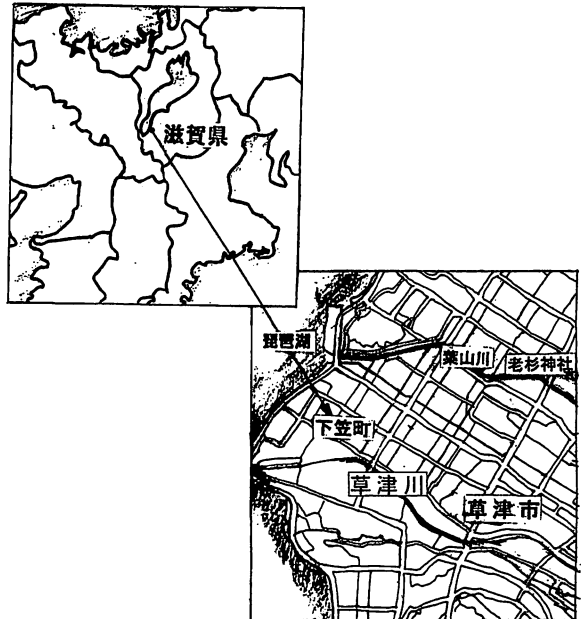 滋賀県
琵琶湖
葉山川
老杉神社
下笠町
草津川
草津市